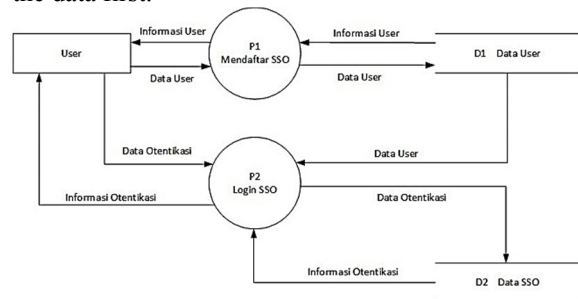 the data first.
Informasi User
P1
Mendaftar SSO
Informasi User
User
D1 Data User
Data User
Data User
Data Otentikasi
P2
Login SSO
Data User
Informasi Otentikasi
Data Otentikasi
Informasi Otentikasi
D2 Data SSO